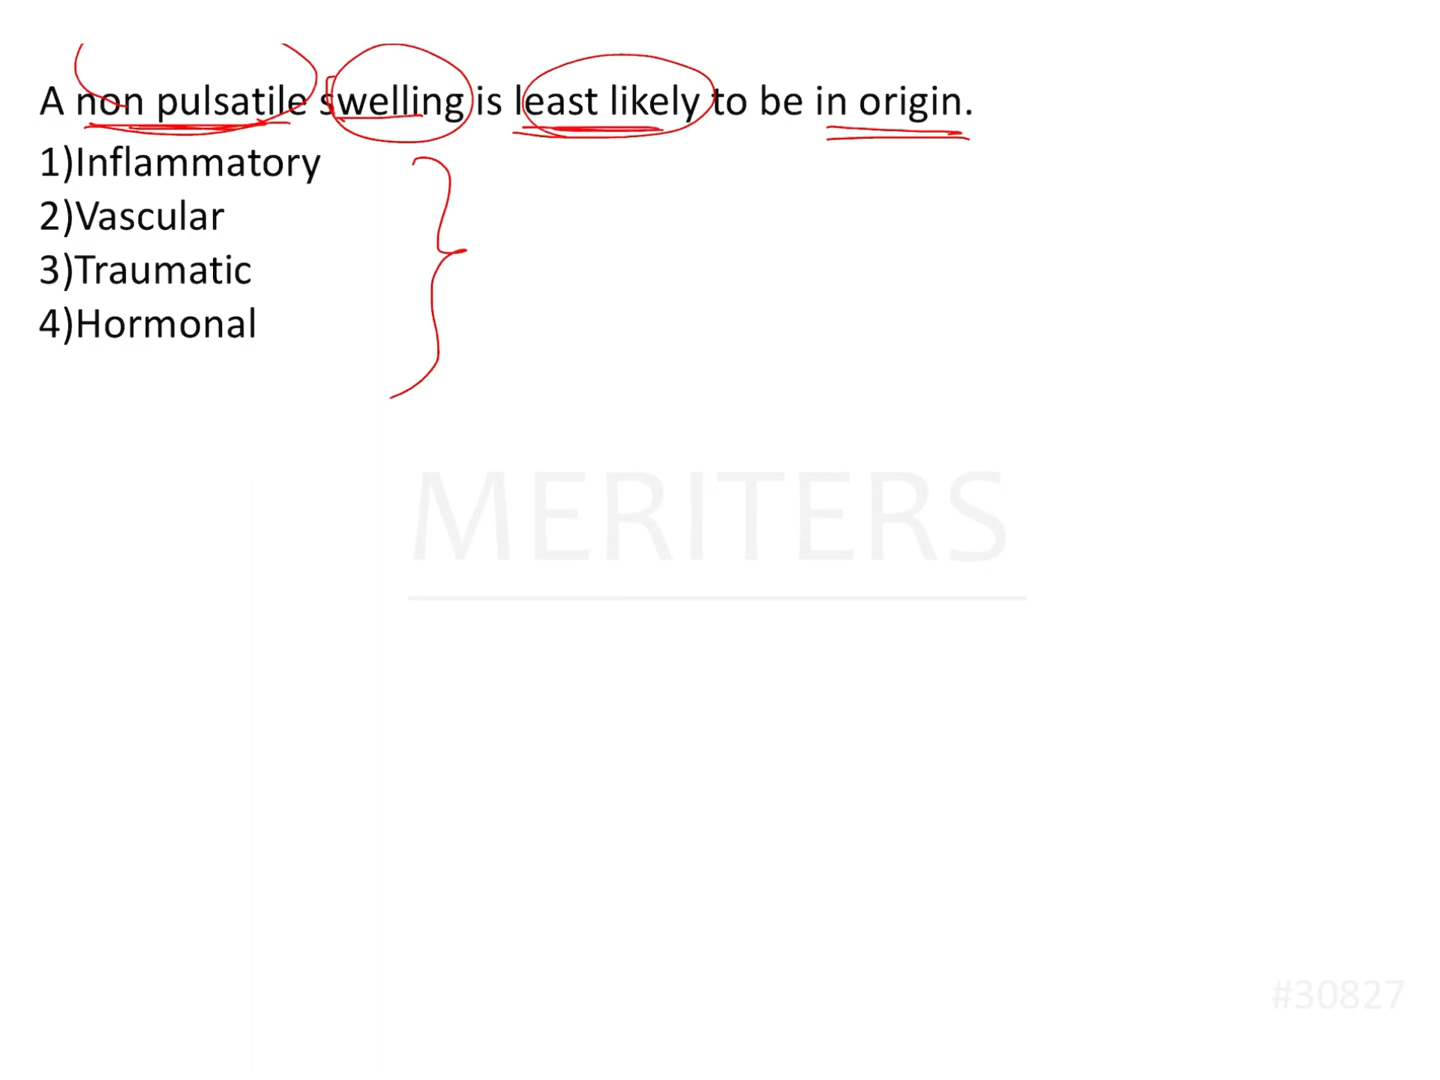 A non pulsatile swelling is least likely to be in origin.
1)Inflammatory
2)Vascular
3)Traumatic
4)Hormonal
MERITERS
#30827